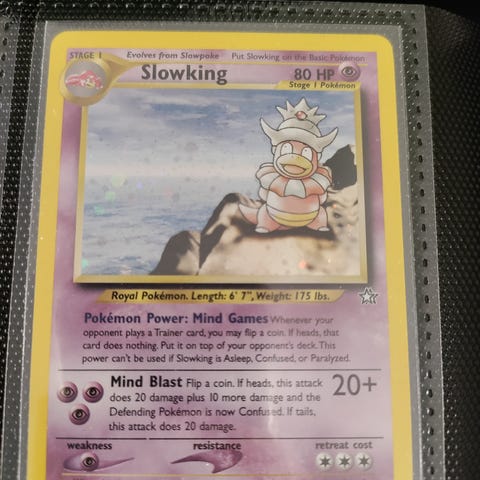 STAGE 1 Evolves from Slowpoke Put Slowking on the Basic Pokémon
Slowking 80 HP
Stage 1 Pokémon
Royal Pokémon. Length: 6' 7", Weight: 175 lbs.
Pokémon Power: Mind Games Whenever your
opponent plays a Trainer card, you may flip a coin. If heads, that
card does nothing. Put it on top of your opponent's deck. This
power can't be used if Slowking is Asleep, Confused, or Paralyzed.
Mind Blast Flip a coin. If heads, this attack 20+
does 20 damage plus 10 more damage and the
Defending Pokémon is now Confused. If tails,
this attack does 20 damage.
weakness resistance retreat cost